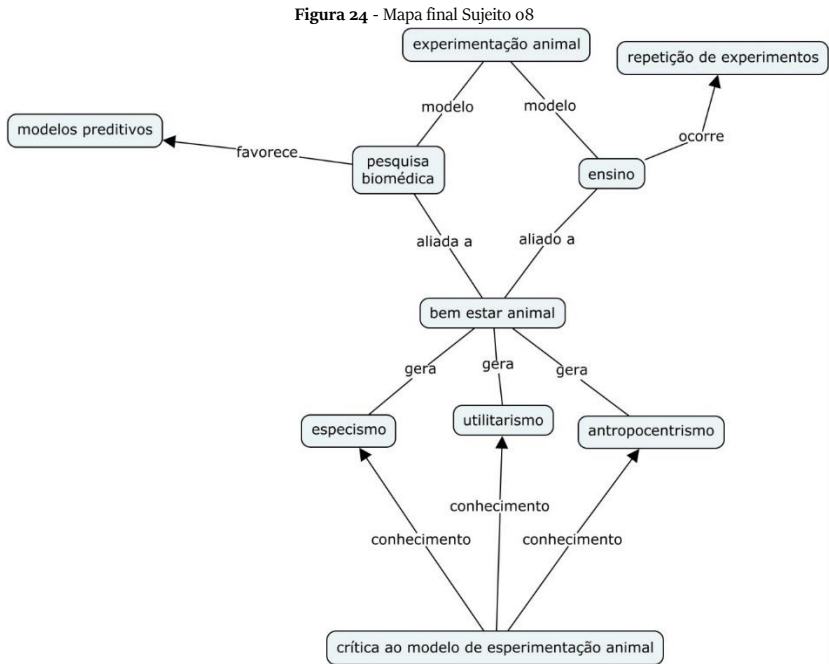 Figura 24 - Mapa final Sujeito 08
experimentação animal
repetição de experimentos
modelo
modelo
modelos preditivos
ocorre
favorece
pesquisa
biomédica
ensino
aliada a
aliado a
bem estar animal
gera
gera
gera
especismo
utilitarismo
antropocentrismo
conhecimento
conhecimento
conhecimento
crítica ao modelo de esperimentação animal